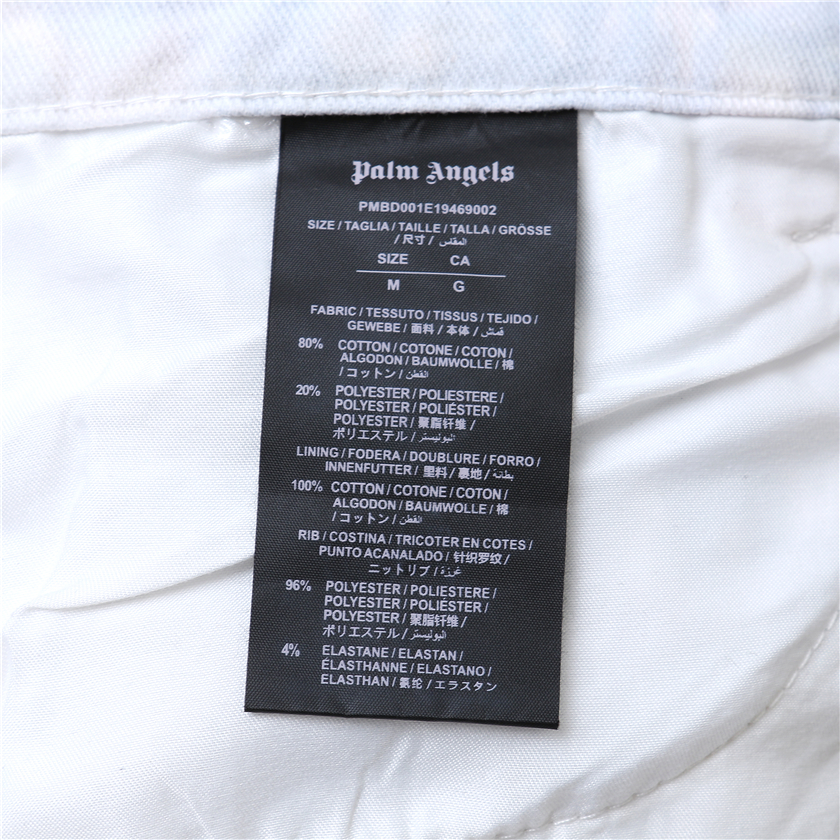 Palm Angels
PMBD001E19469002
SIZE / TAGLIA / TAILLE / TALLA / GRÖSSE
/ 尺寸 / المقاس
SIZE CA
M G
FABRIC / TESSUTO / TISSUS / TEJIDO /
GEWEBE / 面料 / 本体 / قماش
80% COTTON / COTONE / COTON /
ALGODON / BAUMWOLLE / 棉
/ コットン / القطن
20% POLYESTER / POLIESTERE /
POLYESTER / POLIÉSTER /
POLYESTER / 聚脂纤维 /
ポリエステル / البوليستر
LINING / FODERA / DOUBLURE / FORRO /
INNENFUTTER / 里料 / 裏地 / بطانة
100% COTTON / COTONE / COTON /
ALGODON / BAUMWOLLE / 棉
/ コットン / القطن
RIB / COSTINA / TRICOTER EN COTES /
PUNTO ACANALADO / 针织罗纹 /
ニットリブ / غرزة
96% POLYESTER / POLIESTERE /
POLYESTER / POLIÉSTER /
POLYESTER / 聚脂纤维 /
ポリエステル / البوليستر
4% ELASTANE / ELASTAN /
ÉLASTHANNE / ELASTANO /
ELASTHAN / 氨纶 / エラスタン